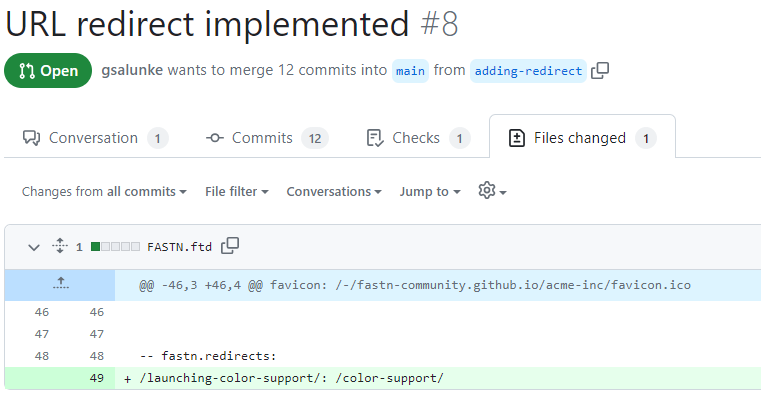 URL redirect implemented #8
Open gsalunke wants to merge 12 commits into main from adding-redirect
Conversation 1 Commits 12 Checks 1 Files changed 1
Changes from all commits File filter Conversations Jump to
1 FASTN.ftd
@@ -46,3 +46,4 @@ favicon: /-/fastn-community.github.io/acme-inc/favicon.ico
46 46
47 47
48 48 -- fastn.redirects:
49 + /launching-color-support/: /color-support/